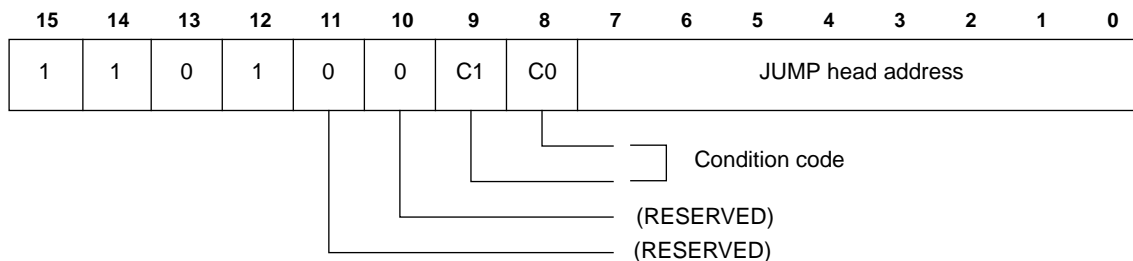 15 14 13 12 11 10 9 8 7 6 5 4 3 2 1 0
1 1 0 1 0 0 C1 C0 JUMP head address
Condition code
(RESERVED)
(RESERVED)